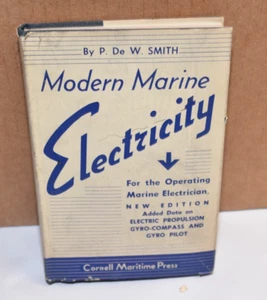 By P. De W. SMITH
Modern Marine
Electricity
For the Operating
Marine Electrician,
NEW EDITION
Added Data on
ELECTRIC PROPULSION,
GYRO-COMPASS AND
GYRO PILOT
Cornell Maritime Press